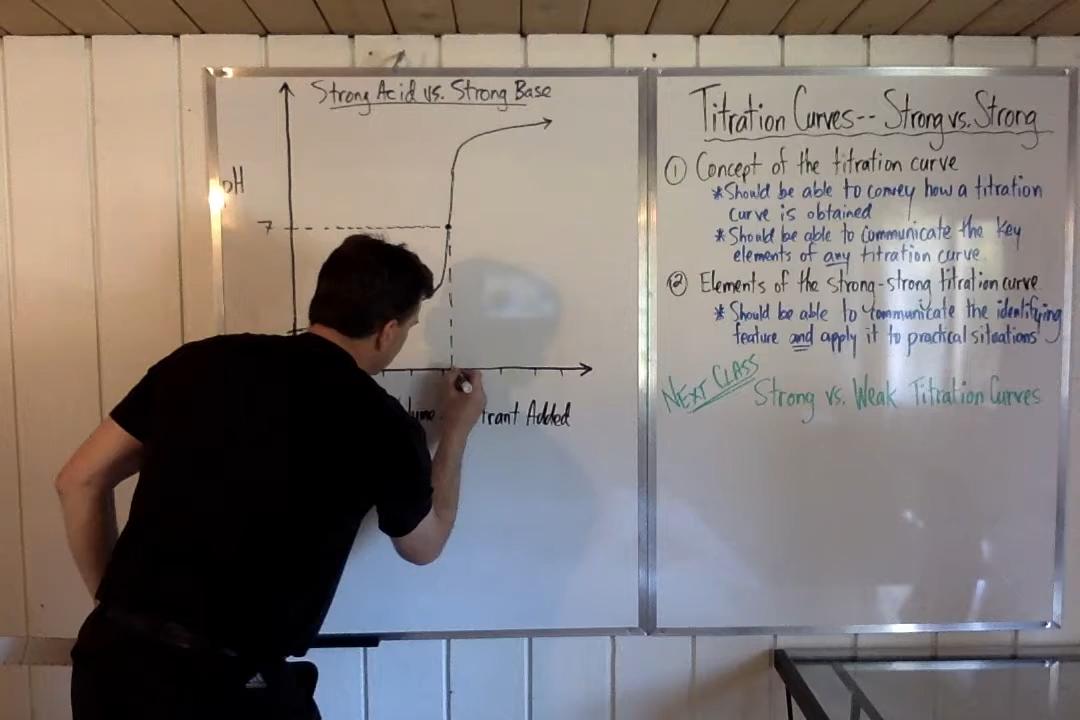 Strong Acid vs. Strong Base
pH
7
trant Added
Titration Curves-- Strong vs. Strong
① Concept of the titration curve
*Should be able to convey how a titration
curve is obtained
*Should be able to communicate the key
elements of any titration curve
② Elements of the strong-strong titration curve
*Should be able to communicate the identifying
feature and apply it to practical situations
NEXT CLASS
Strong vs. Weak Titration Curves